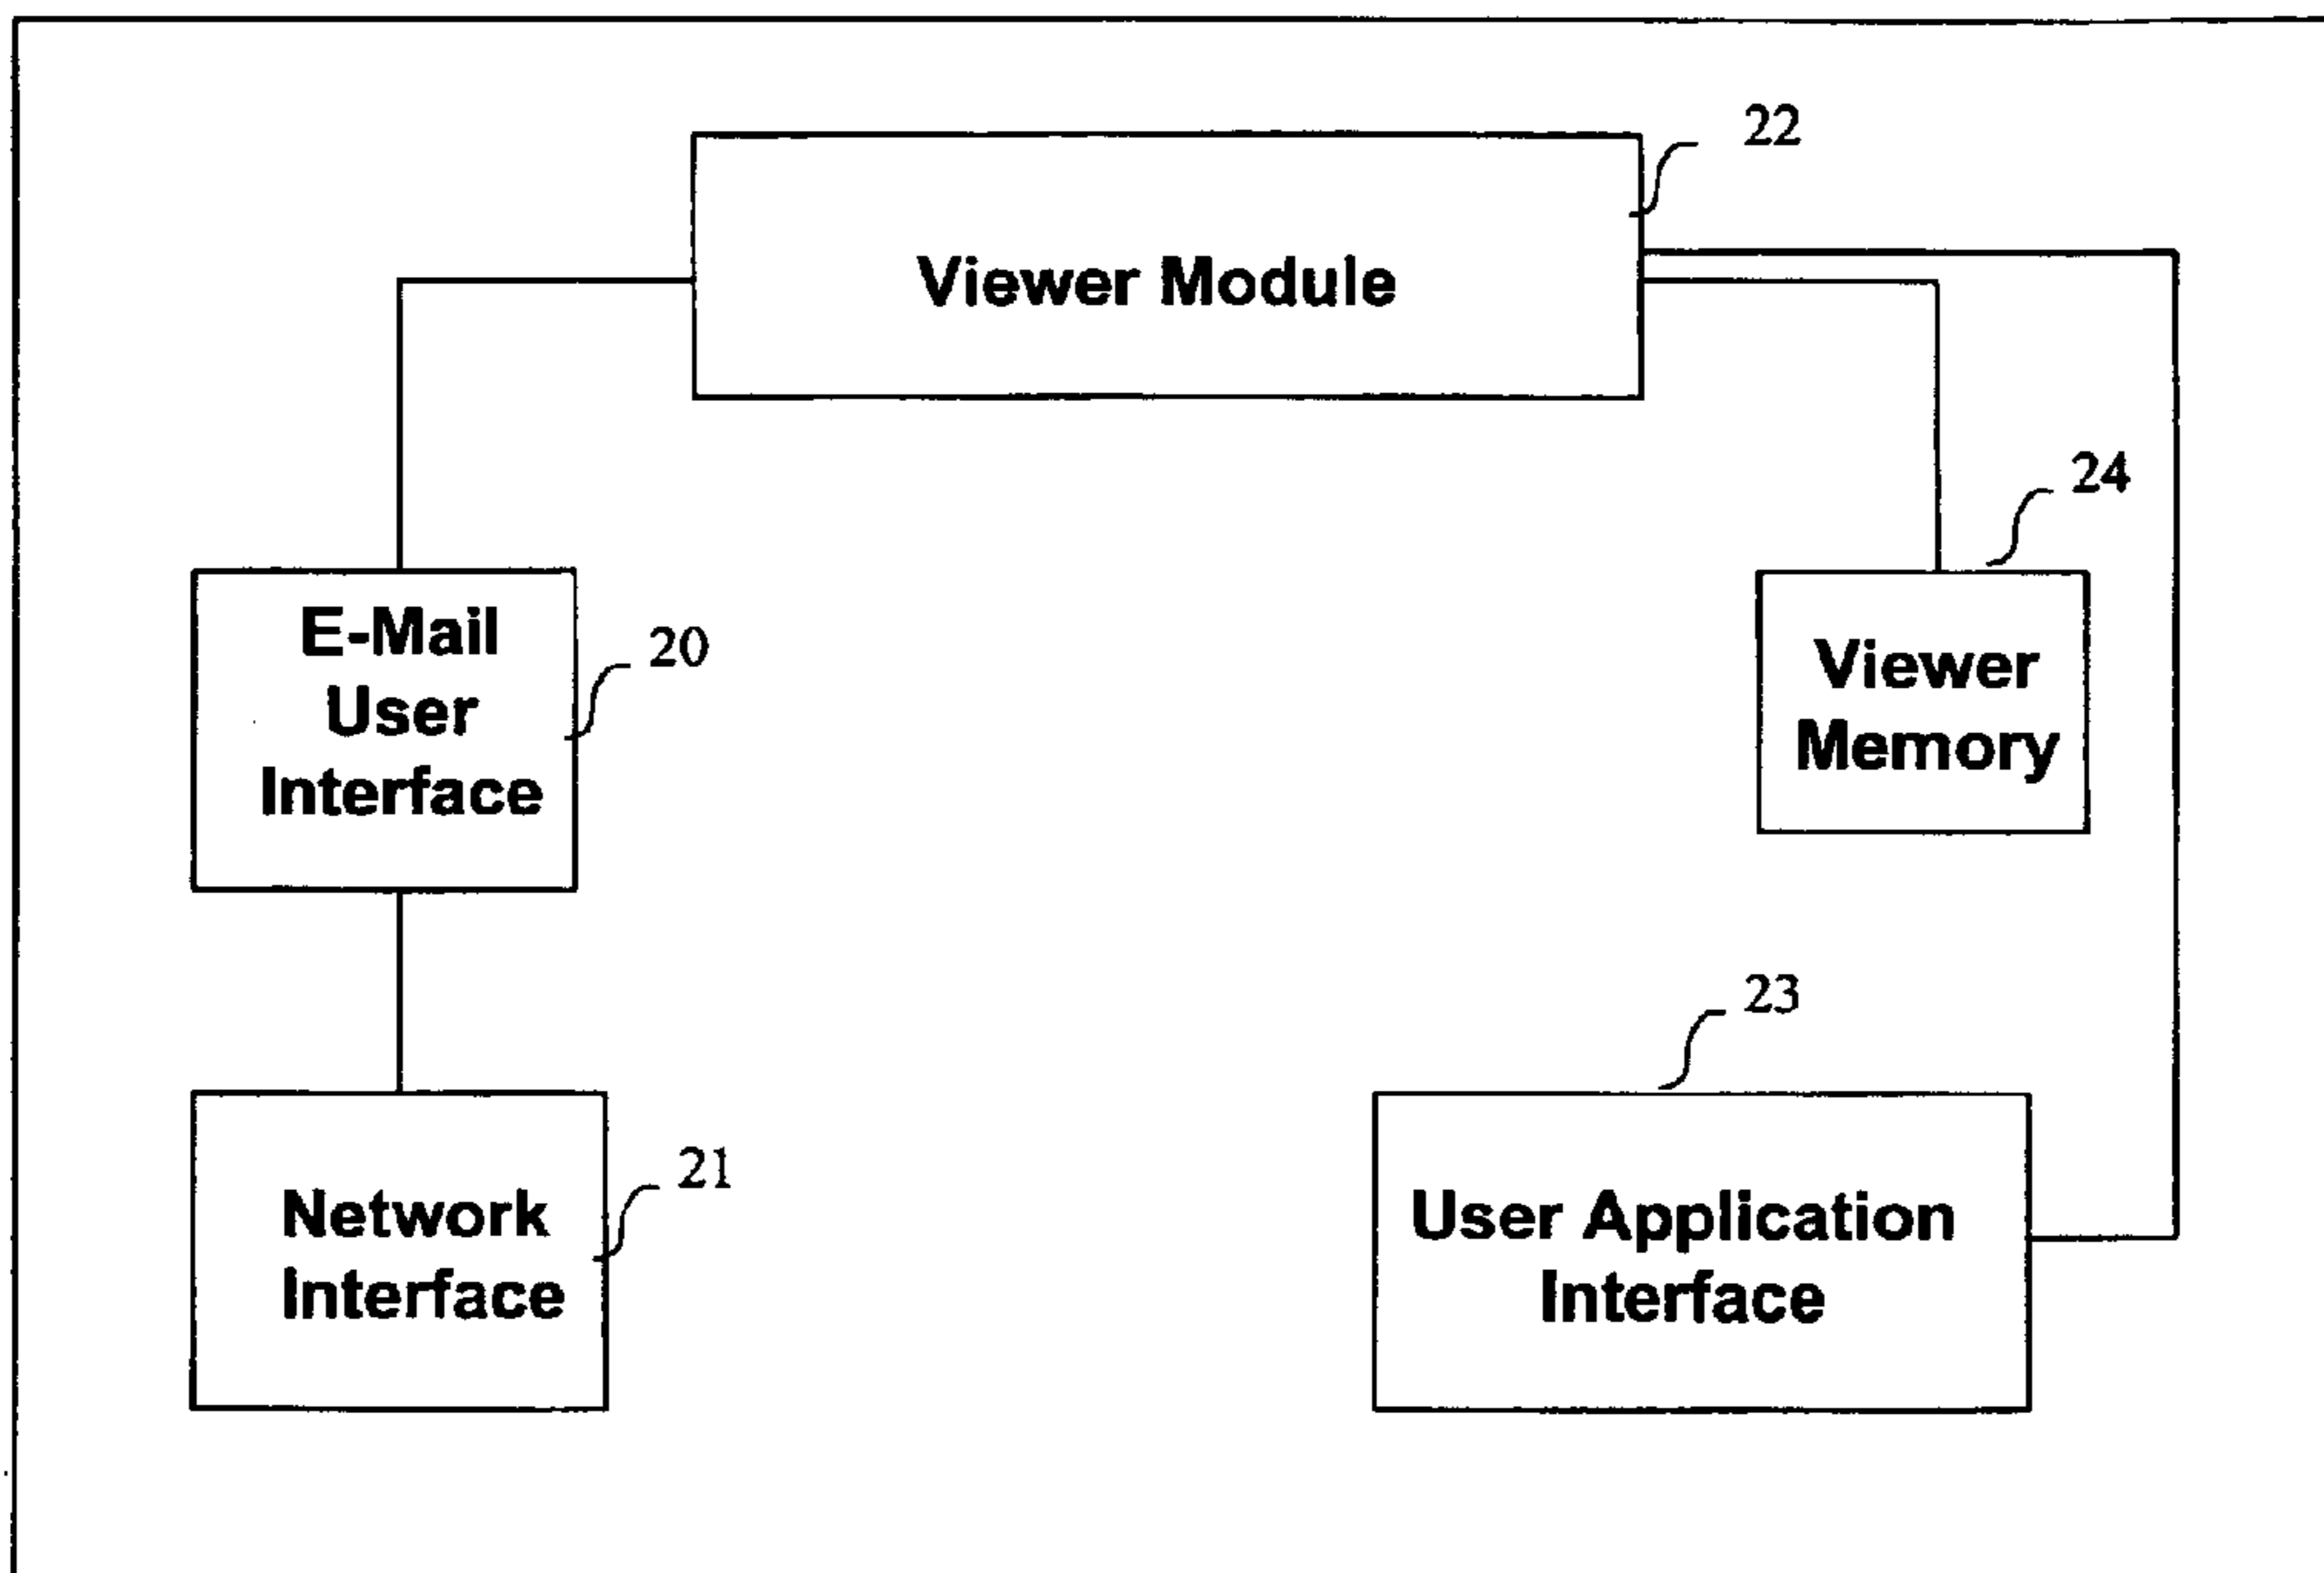 22
Viewer Module
24
E-Mail
User
Interface
20
Viewer
Memory
23
Network
Interface
21
User Application
Interface